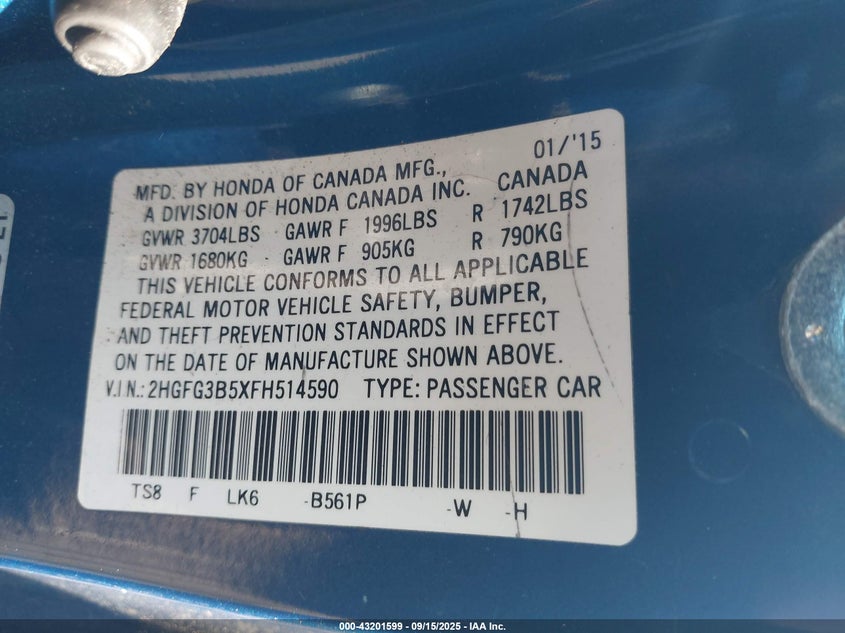 01/'15
MFD. BY HONDA OF CANADA MFG.,
A DIVISION OF HONDA CANADA INC. CANADA
GVWR 3704LBS GAWR F 1996LBS R 1742LBS
GVWR 1680KG GAWR F 905KG R 790KG
THIS VEHICLE CONFORMS TO ALL APPLICABLE
FEDERAL MOTOR VEHICLE SAFETY, BUMPER,
AND THEFT PREVENTION STANDARDS IN EFFECT
ON THE DATE OF MANUFACTURE SHOWN ABOVE.
V.I.N.: 2HGFG3B5XFH514590 TYPE: PASSENGER CAR
TS8 F LK6 -B561P -W -H
000-43201599 - 09/15/2025 - IAA Inc.